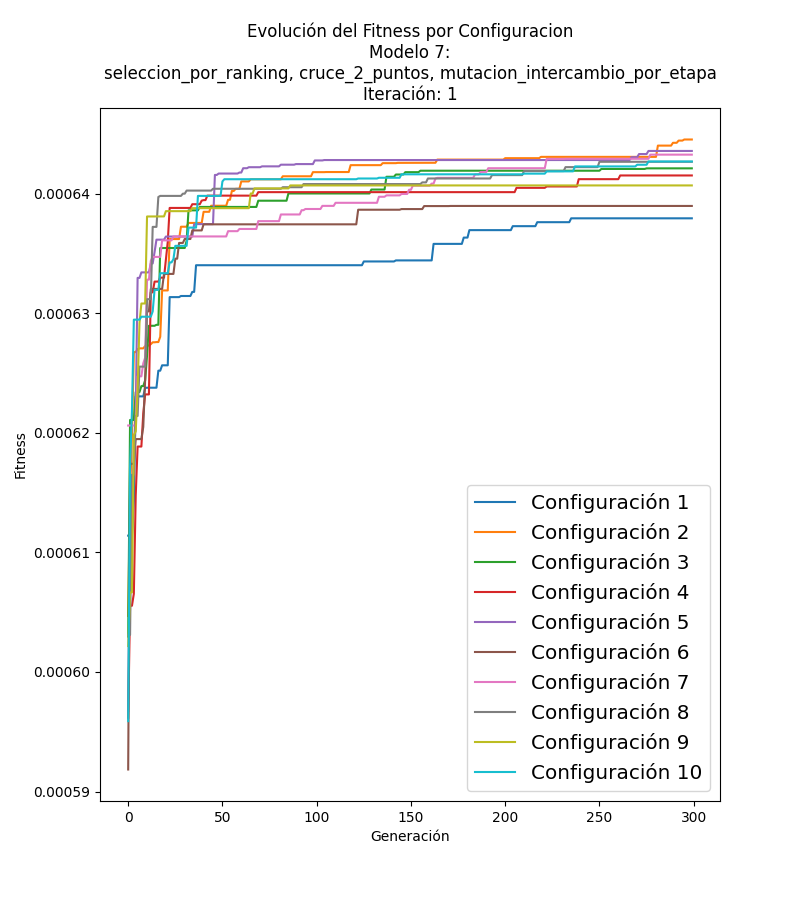 Evolución del Fitness por Configuracion
Modelo 7:
seleccion_por_ranking, cruce_2_puntos, mutacion_intercambio_por_etapa
Iteración: 1
0.00064
0.00063
0.00062
0.00061
0.00060
0.00059
Fitness
Configuración 1
Configuración 2
Configuración 3
Configuración 4
Configuración 5
Configuración 6
Configuración 7
Configuración 8
Configuración 9
Configuración 10
0 50 100 150 200 250 300
Generación